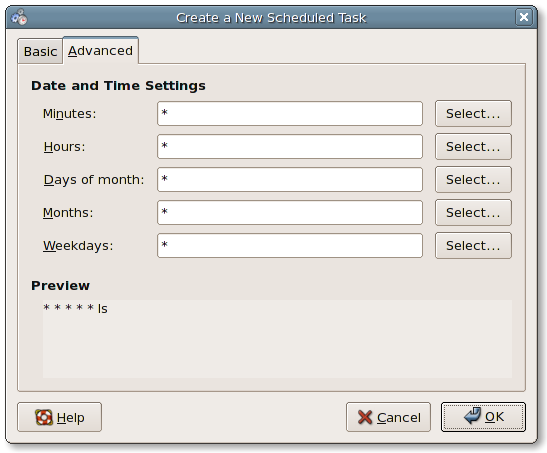 Create a New Scheduled Task
Basic Advanced
Date and Time Settings
Minutes: * Select...
Hours: * Select...
Days of month: * Select...
Months: * Select...
Weekdays: * Select...
Preview
* * * * * ls
Help Cancel OK